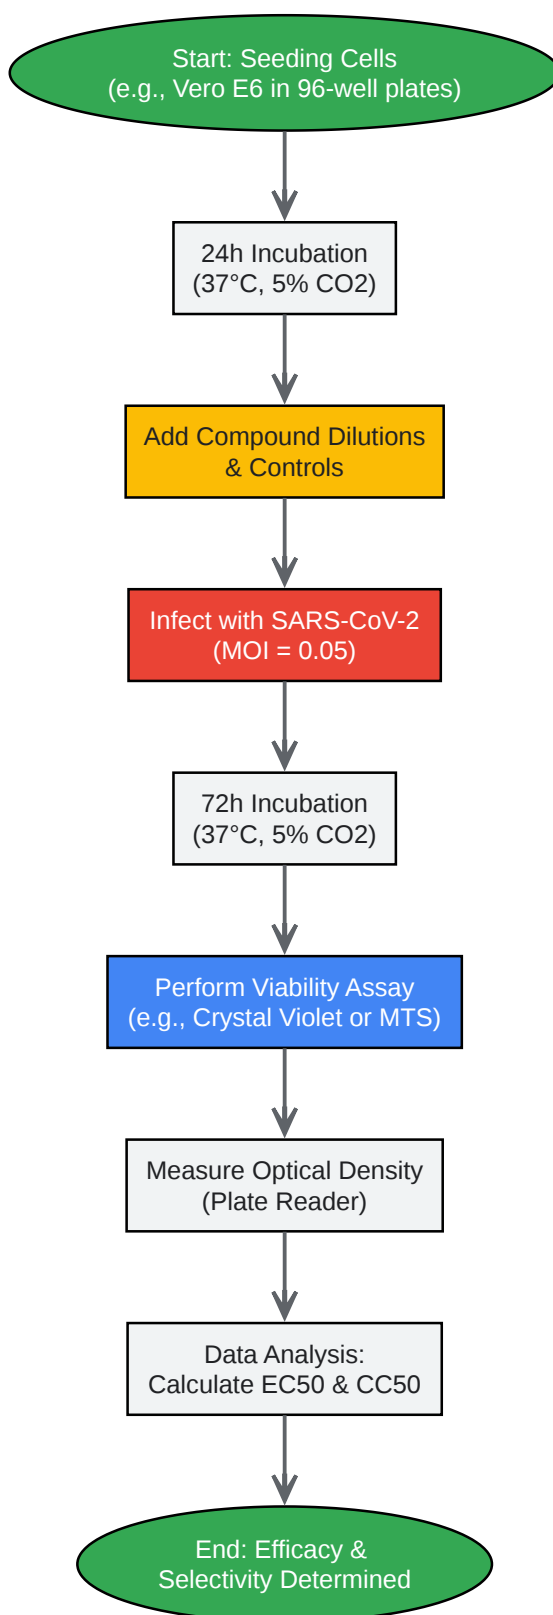 Start: Seeding Cells
(e.g., Vero E6 in 96-well plates)
24h Incubation
(37°C, 5% CO2)
Add Compound Dilutions
& Controls
Infect with SARS-CoV-2
(MOI = 0.05)
72h Incubation
(37°C, 5% CO2)
Perform Viability Assay
(e.g., Crystal Violet or MTS)
Measure Optical Density
(Plate Reader)
Data Analysis:
Calculate EC50 & CC50
End: Efficacy &
Selectivity Determined